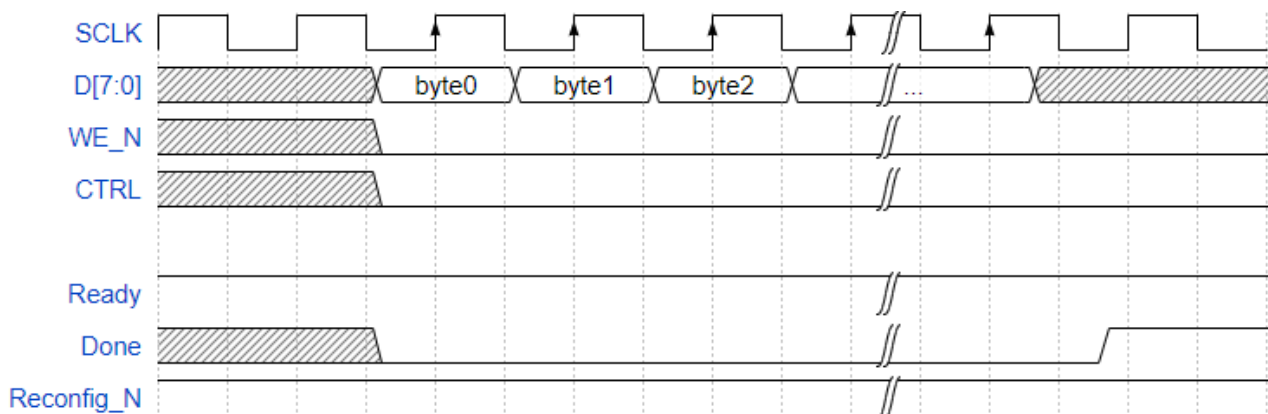 SCLK
D[7:0] byte0 byte1 byte2 ...
WE_N
CTRL
Ready
Done
Reconfig_N